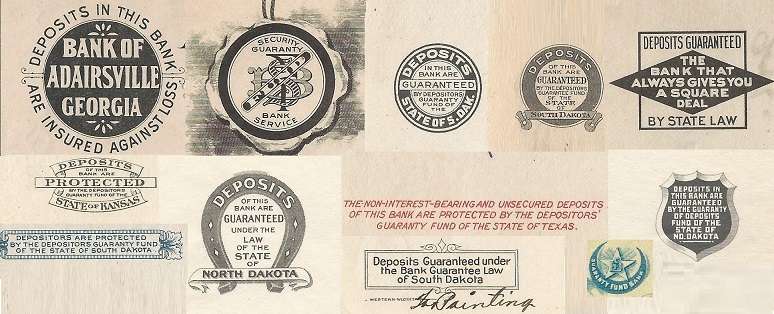 DEPOSITS IN THIS BANK
BANK OF
ADAIRSVILLE
GEORGIA
ARE INSURED AGAINST LOSS.
SECURITY
GUARANTY
BANK
SERVICE
DEPOSITS
IN THIS
BANK ARE
GUARANTEED
BY DEPOSITORS
GUARANTY
FUND OF
THE
STATE OF S. DAK
DEPOSITS
OF THIS
BANK ARE
GUARANTEED
BY THE DEPOSITORS
GUARANTEE FUND
OF THE
STATE
OF
SOUTH DAKOTA
DEPOSITS GUARANTEED
THE
BANK THAT
ALWAYS GIVES YOU
A SQUARE
DEAL
BY STATE LAW
DEPOSITS
OF THIS
BANK ARE
PROTECTED
BY THE DEPOSITORS
GUARANTY FUND OF THE
STATE OF KANSAS
DEPOSITORS ARE PROTECTED
BY THE DEPOSITORS GUARANTY FUND
OF THE STATE OF SOUTH DAKOTA
DEPOSITS
OF THIS
BANK ARE
GUARANTEED
UNDER THE
LAW
OF THE
STATE
OF
NORTH DAKOTA
THE NON-INTEREST-BEARING AND UNSECURED DEPOSITS
OF THIS BANK ARE PROTECTED BY THE DEPOSITORS'
GUARANTY FUND OF THE STATE OF TEXAS.
Deposits Guaranteed under
the Bank Guarantee Law
of South Dakota
GUARANTY FUND BANK
DEPOSITS IN
THIS BANK ARE
GUARANTEED
BY THE GUARANTY
OF DEPOSITS
FUND OF THE
STATE OF
NO. DAKOTA